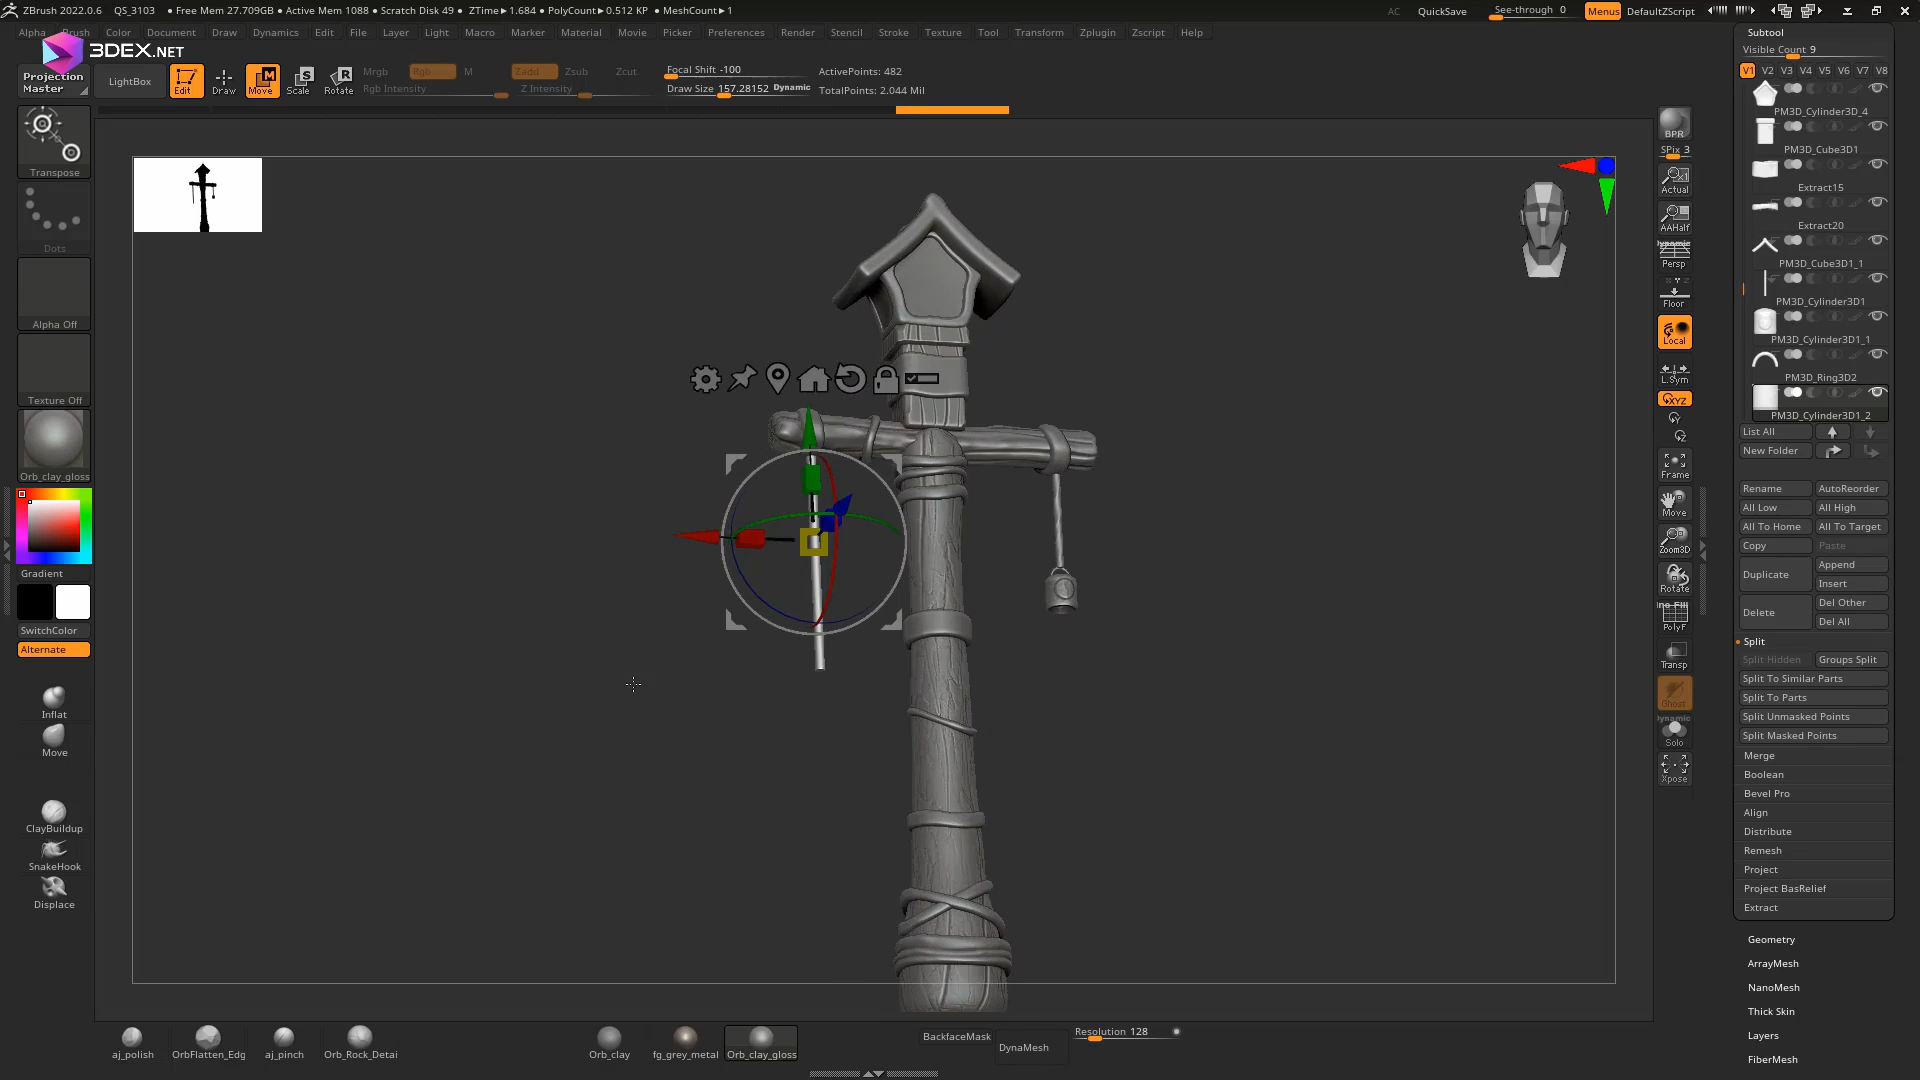 ZBrush 2022.0.6 QS_3103 • Free Mem 27.709GB • Active Mem 1088 • Scratch Disk 49 • ZTime▸1.684 • PolyCount▸0.512 KP • MeshCount▸1 AC QuickSave See-through 0 Menus DefaultZScript
Alpha Brush Color Document Draw Dynamics Edit File Layer Light Macro Marker Material Movie Picker Preferences Render Stencil Stroke Texture Tool Transform Zplugin Zscript Help
3DEX.NET
Projection Master
LightBox
Edit
Draw
Move
Scale
Rotate
Mrgb Rgb M
Rgb Intensity
Zadd Zsub Zcut
Z Intensity
Focal Shift -100
Draw Size 157.28152 Dynamic
ActivePoints: 482
TotalPoints: 2.044 Mil
Transpose
Dots
Alpha Off
Texture Off
Orb_clay_gloss
Gradient
SwitchColor
Alternate
Inflat
Move
ClayBuildup
SnakeHook
Displace
BPR
SPix 3
Actual
AAHalf
Dynamic
Persp
Floor
Local
L.Sym
XYZ
Frame
Move
Zoom3D
Rotate
PolyF
Transp
Ghost
Dynamic
Solo
Xpose
Subtool
Visible Count 9
V1 V2 V3 V4 V5 V6 V7 V8
PM3D_Cylinder3D_4
PM3D_Cube3D1
Extract15
Extract20
PM3D_Cube3D1_1
PM3D_Cylinder3D1
PM3D_Cylinder3D1_1
PM3D_Ring3D2
PM3D_Cylinder3D1_2
List All
New Folder
Rename AutoReorder
All Low All High
All To Home All To Target
Copy Paste
Duplicate Append
Insert
Delete Del Other
Del All
Split
Split Hidden Groups Split
Split To Similar Parts
Split To Parts
Split Unmasked Points
Split Masked Points
Merge
Boolean
Bevel Pro
Align
Distribute
Remesh
Project
Project BasRelief
Extract
Geometry
ArrayMesh
NanoMesh
Thick Skin
Layers
FiberMesh
aj_polish OrbFlatten_Edg aj_pinch Orb_Rock_Detai Orb_clay fg_grey_metal Orb_clay_gloss
BackfaceMask
DynaMesh
Resolution 128